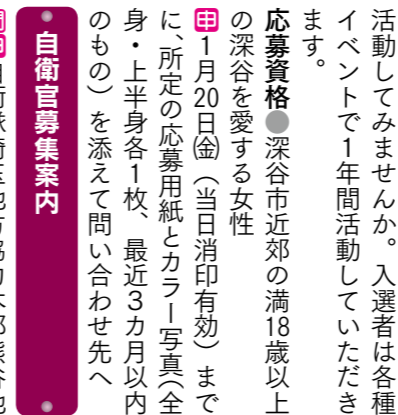 活動してみませんか。入選者は各種
イベントで1年間活動していただき
ます。
応募資格●深谷市近郊の満18歳以上
の深谷を愛する女性
申1月20日㈮（当日消印有効）まで
に、所定の応募用紙とカラー写真（全
身・上半身各1枚、最近3カ月以内
のもの）を添えて問い合わせ先へ
自衛官募集案内